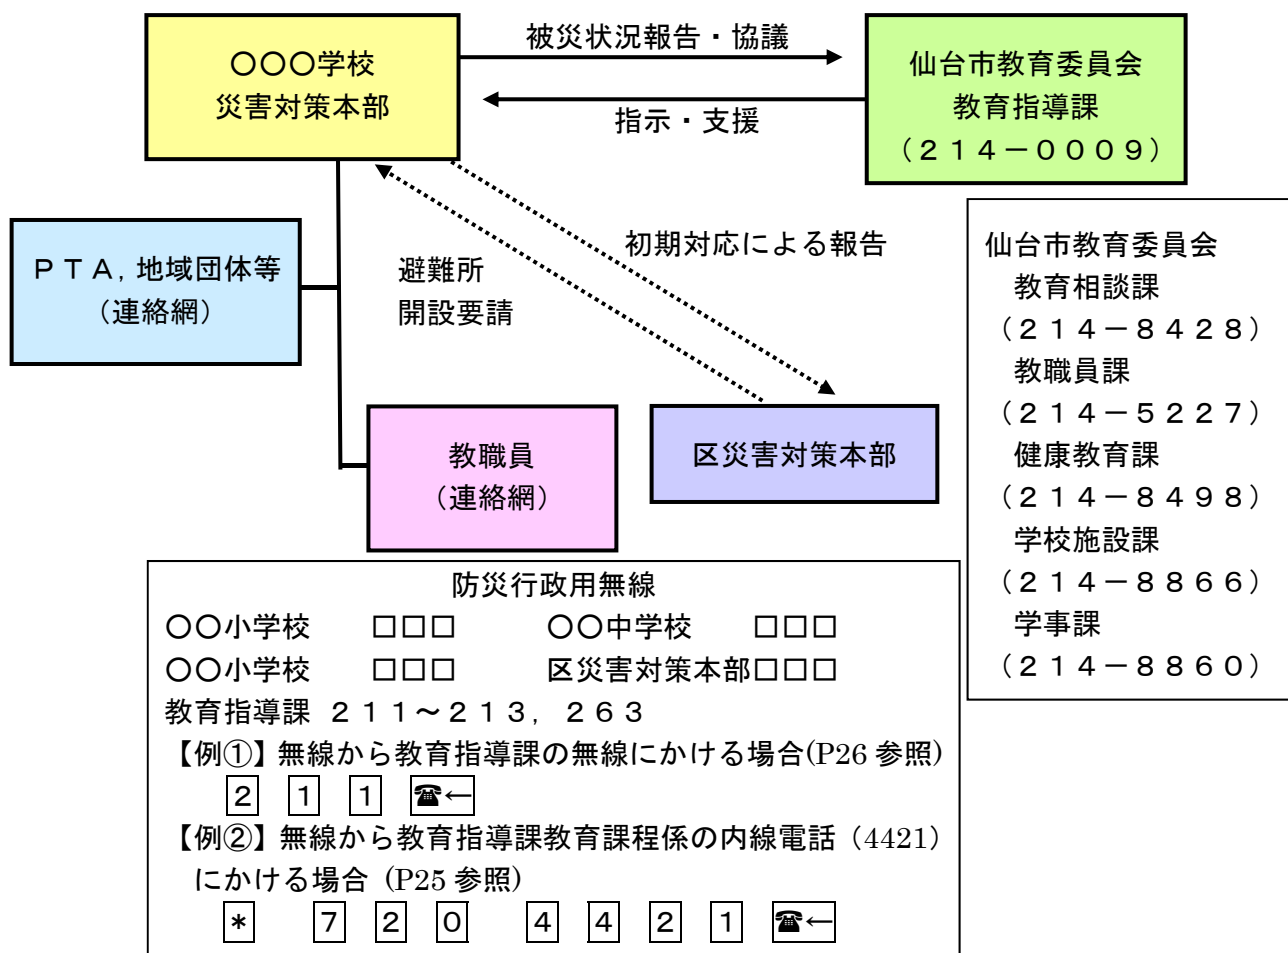 〇〇〇学校
災害対策本部
被災状況報告・協議
指示・支援
仙台市教育委員会
教育指導課
（２１４－０００９）
ＰＴＡ，地域団体等
（連絡網）
避難所
開設要請
初期対応による報告
教職員
（連絡網）
区災害対策本部
仙台市教育委員会
教育相談課
（２１４－８４２８）
教職員課
（２１４－５２２７）
健康教育課
（２１４－８４９８）
学校施設課
（２１４－８８６６）
学事課
（２１４－８８６０）
防災行政用無線
〇〇小学校　□□□　〇〇中学校　□□□
〇〇小学校　□□□　区災害対策本部□□□
教育指導課　２１１～２１３，２６３
【例①】無線から教育指導課の無線にかける場合(P26 参照)
２ １ １ ☎←
【例②】無線から教育指導課教育課程係の内線電話（4421）
にかける場合 (P25 参照)
＊ ７ ２ ０ ４ ４ ２ １ ☎←